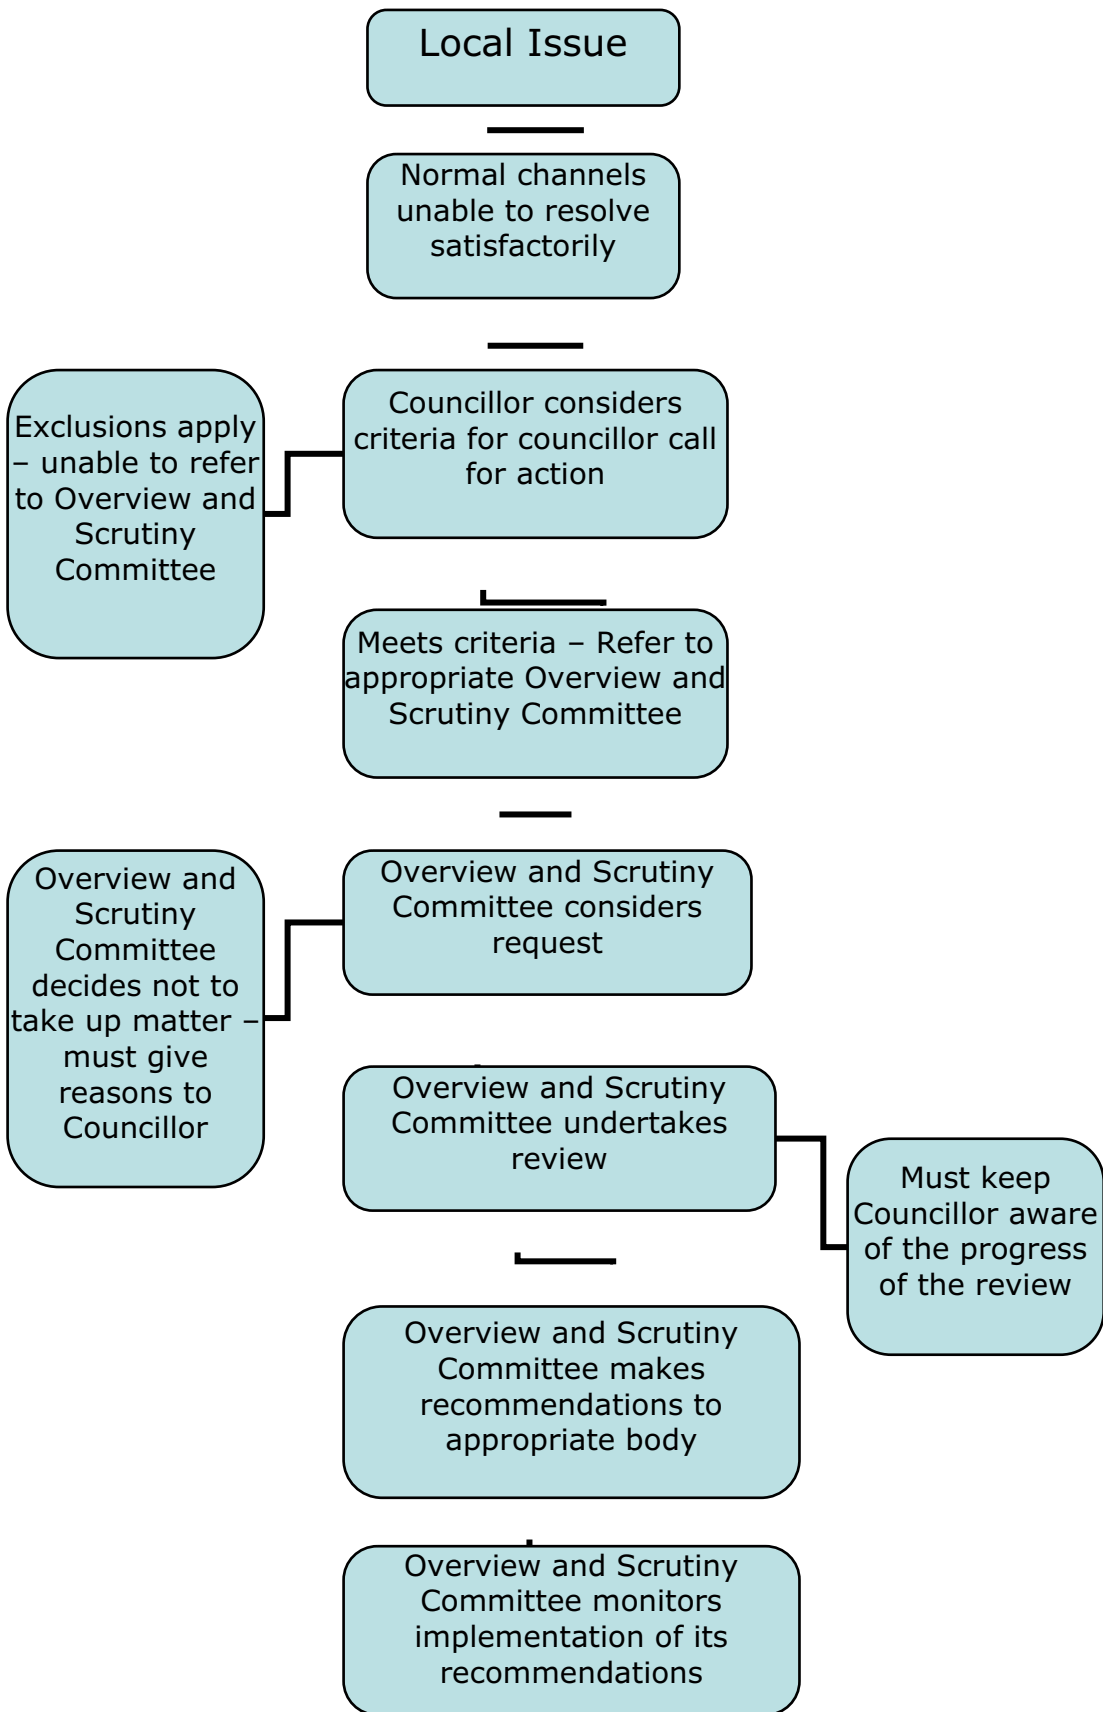 Local Issue
Normal channels
unable to resolve
satisfactorily
Exclusions apply
– unable to refer
to Overview and
Scrutiny
Committee
Councillor considers
criteria for councillor call
for action
Meets criteria – Refer to
appropriate Overview and
Scrutiny Committee
Overview and
Scrutiny
Committee
decides not to
take up matter –
must give
reasons to
Councillor
Overview and Scrutiny
Committee considers
request
Overview and Scrutiny
Committee undertakes
review
Must keep
Councillor aware
of the progress
of the review
Overview and Scrutiny
Committee makes
recommendations to
appropriate body
Overview and Scrutiny
Committee monitors
implementation of its
recommendations